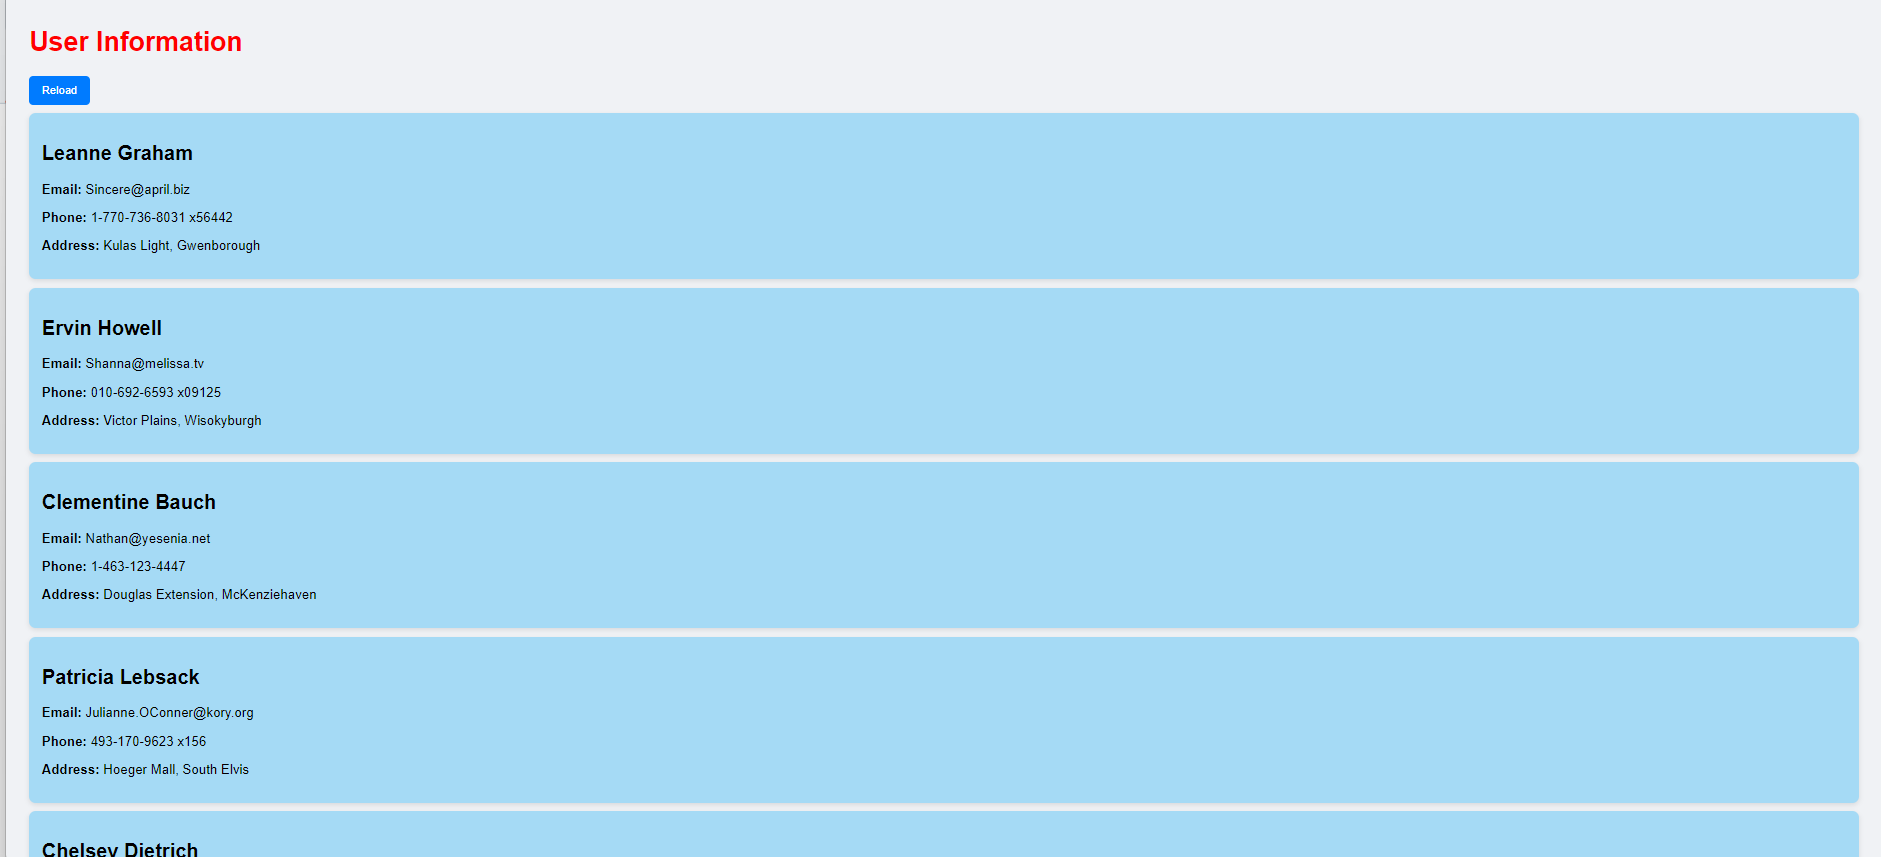 User Information
Reload
Leanne Graham
Email: Sincere@april.biz
Phone: 1-770-736-8031 x56442
Address: Kulas Light, Gwenborough
Ervin Howell
Email: Shanna@melissa.tv
Phone: 010-692-6593 x09125
Address: Victor Plains, Wisokyburgh
Clementine Bauch
Email: Nathan@yesenia.net
Phone: 1-463-123-4447
Address: Douglas Extension, McKenziehaven
Patricia Lebsack
Email: Julianne.OConner@kory.org
Phone: 493-170-9623 x156
Address: Hoeger Mall, South Elvis
Chelsey Dietrich